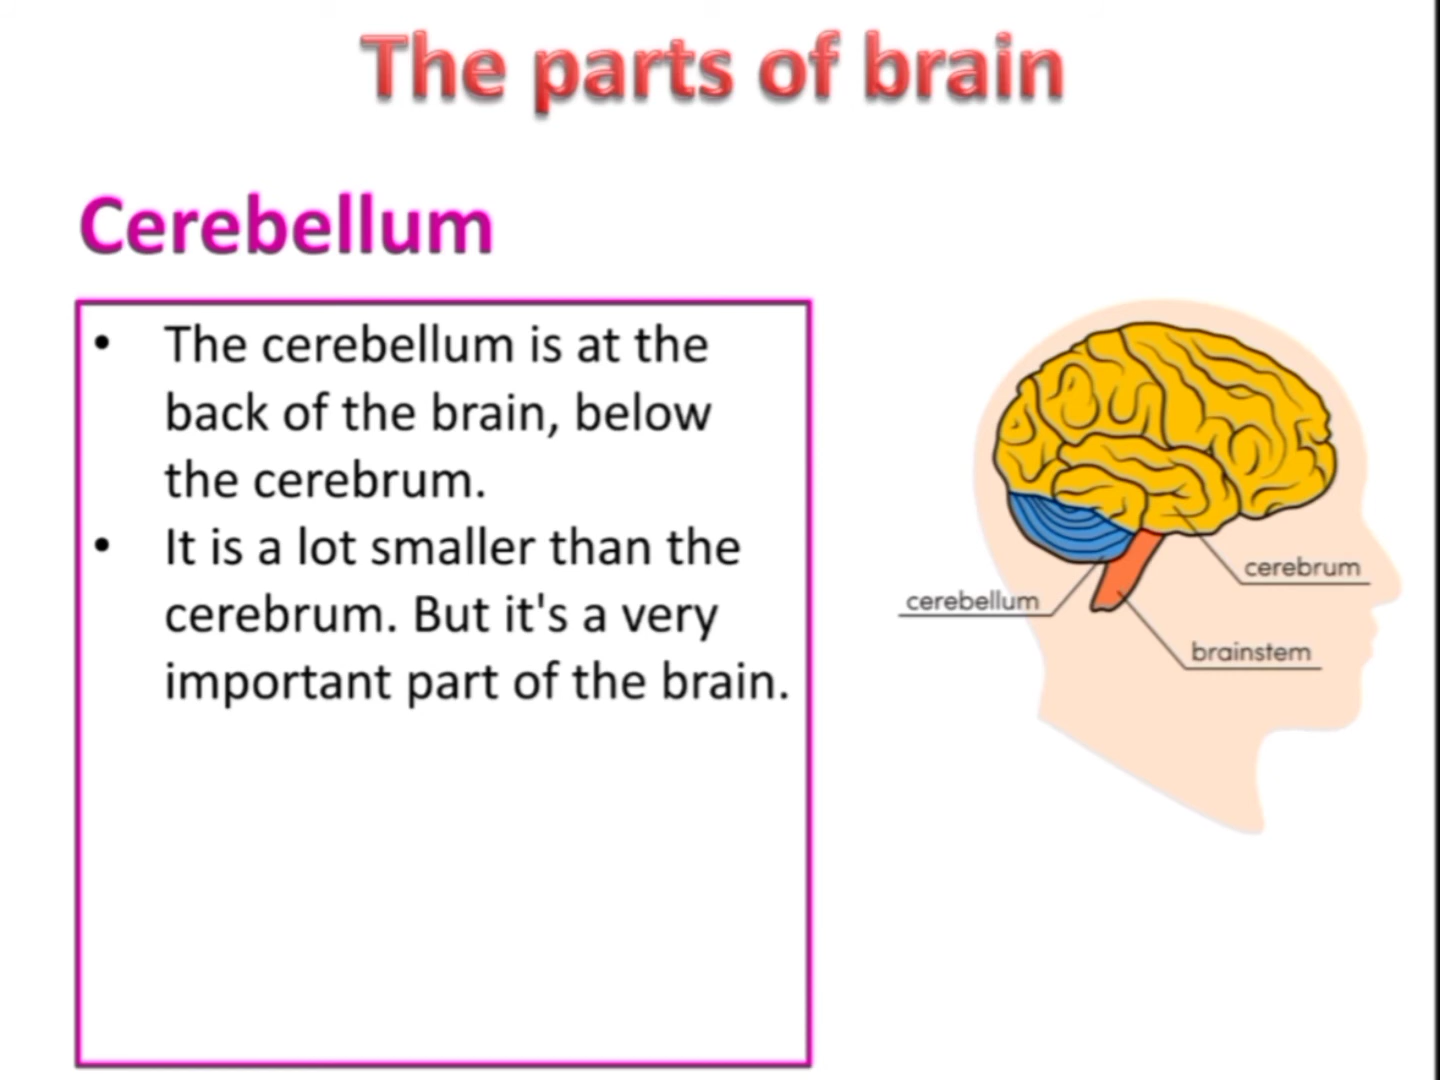 The parts of brain
Cerebellum
• The cerebellum is at the
back of the brain, below
the cerebrum.
• It is a lot smaller than the
cerebrum. But it's a very
important part of the brain.
cerebrum
cerebellum
brainstem